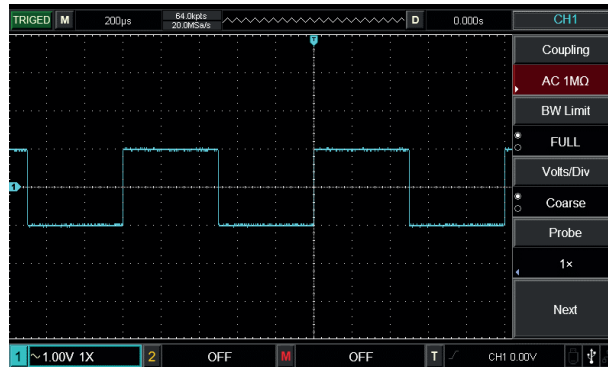 TRIGED M 200μs 64.0kpts D 0.000s CH1
20.0MSa/s
T
Coupling
AC 1MΩ
BW Limit
FULL
Volts/Div
1
Coarse
Probe
1×
Next
1 ~1.00V 1X 2 OFF M OFF T CH1 0.00V